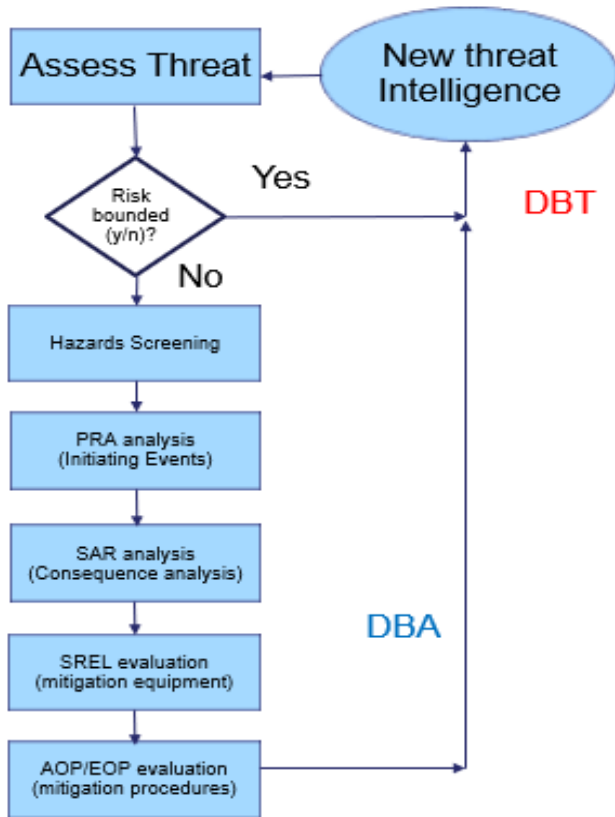 Assess Threat
New threat
Intelligence
Risk
bounded
(y/n)?
Yes
DBT
No
Hazards Screening
PRA analysis
(Initiating Events)
SAR analysis
(Consequence analysis)
DBA
SREL evaluation
(mitigation equipment)
AOP/EOP evaluation
(mitigation procedures)